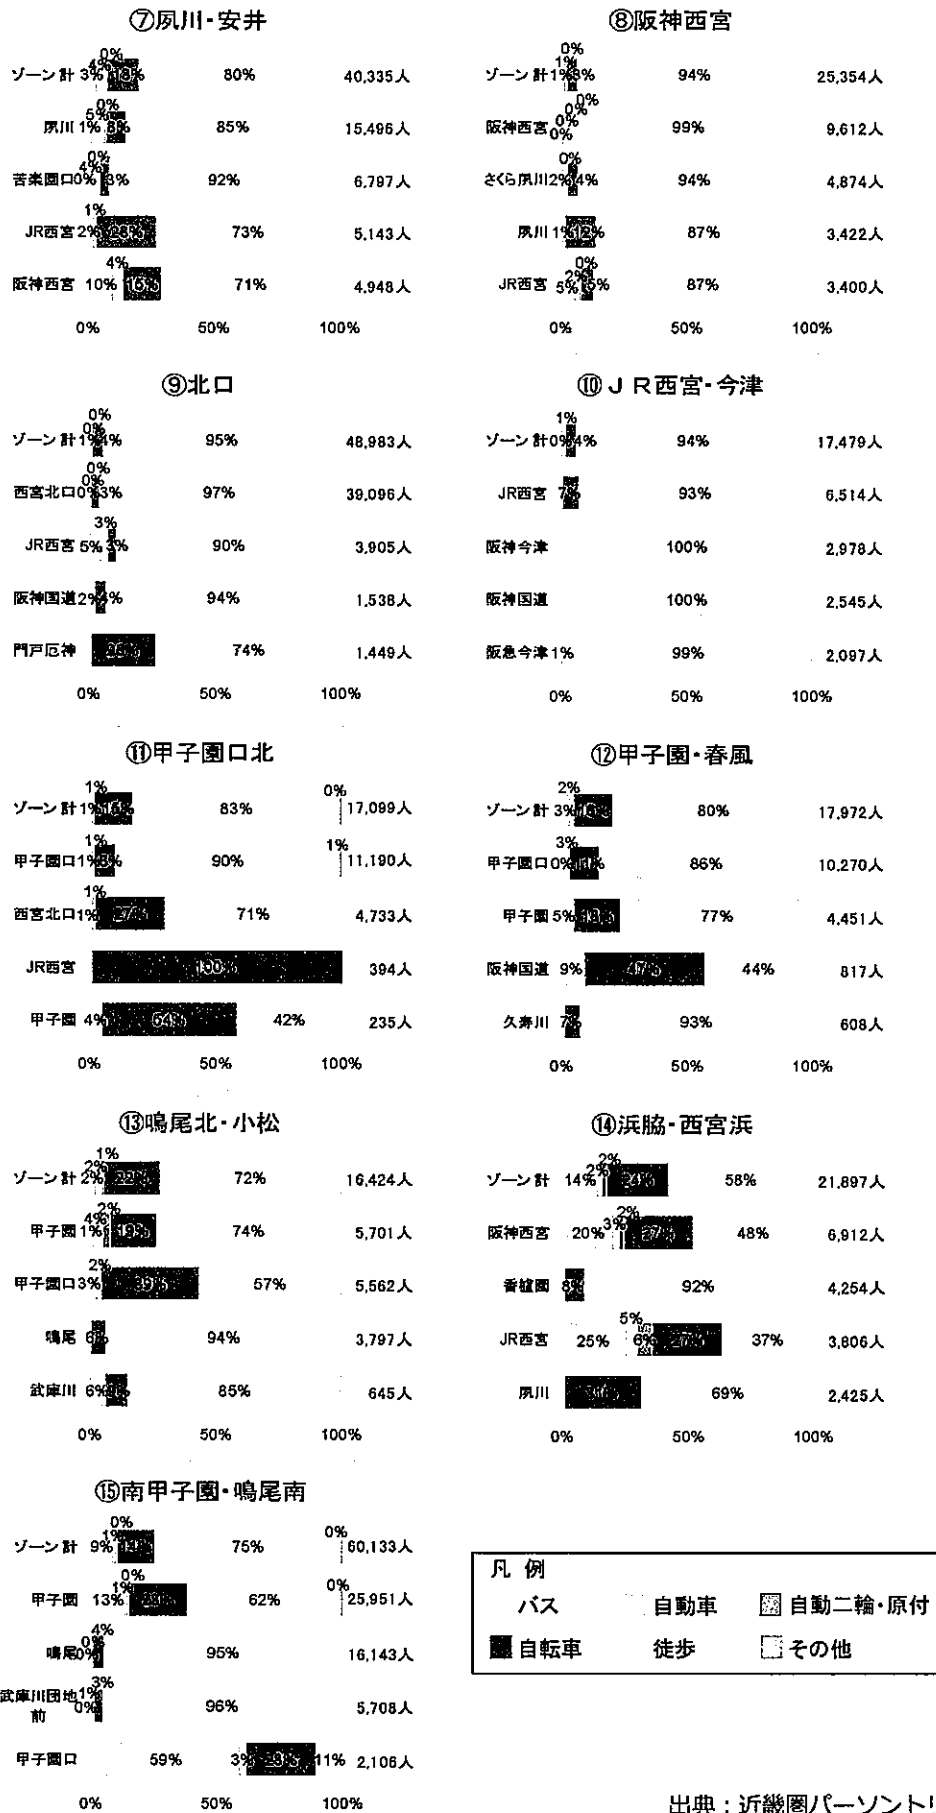 ⑦夙川・安井
0%
4%
ゾーン計 3% 13% 80% 40,335人
0%
5%
夙川 1% 8% 85% 15,496人
0%
4%
苦楽園口 0% 3% 92% 6,797人
1%
JR西宮 2% 73% 5,143人
4%
阪神西宮 10% 15% 71% 4,948人
0% 50% 100%
⑧阪神西宮
0%
1%
ゾーン計 1% 3% 94% 25,354人
0%
0%
0%
阪神西宮 0% 99% 9,612人
0%
さくら夙川 2% 4% 94% 4,874人
夙川 1% 12% 87% 3,422人
0%
2%
JR西宮 5% 5% 87% 3,400人
0% 50% 100%
⑨北口
0%
0%
ゾーン計 1% 4% 95% 48,983人
0%
0%
西宮北口 0% 3% 97% 39,096人
3%
JR西宮 5% 3% 90% 3,905人
阪神国道 2% 4% 94% 1,538人
門戸厄神 74% 1,449人
0% 50% 100%
⑩ＪＲ西宮・今津
1%
ゾーン計 0% 4% 94% 17,479人
JR西宮 7% 93% 6,514人
阪神今津 100% 2,978人
阪神国道 100% 2,545人
阪急今津 1% 99% 2,097人
0% 50% 100%
⑪甲子園口北
1% 0%
ゾーン計 1% 15% 83% 17,099人
1% 1%
甲子園口 1% 8% 90% 11,190人
1%
西宮北口 1% 27% 71% 4,733人
JR西宮 100% 394人
甲子園 4% 54% 42% 235人
0% 50% 100%
⑫甲子園・春風
2%
ゾーン計 3% 80% 17,972人
3%
甲子園口 0% 11% 86% 10,270人
甲子園 5% 18% 77% 4,451人
阪神国道 9% 47% 44% 817人
久寿川 7% 93% 608人
0% 50% 100%
⑬鳴尾北・小松
1%
2%
ゾーン計 2% 22% 72% 16,424人
2%
4%
甲子園 1% 19% 74% 5,701人
2%
甲子園口 3% 39% 57% 5,562人
鳴尾 6% 94% 3,797人
武庫川 6% 85% 645人
0% 50% 100%
⑭浜脇・西宮浜
2%
2%
ゾーン計 14% 24% 58% 21,897人
2%
3%
阪神西宮 20% 27% 48% 6,912人
香櫨園 8% 92% 4,254人
5%
JR西宮 25% 6% 27% 37% 3,806人
夙川 31% 69% 2,425人
0% 50% 100%
⑮南甲子園・鳴尾南
0%
1% 0%
ゾーン計 9% 14% 75% 60,133人
0%
1% 0%
甲子園 13% 23% 62% 25,951人
4%
0%
鳴尾 0% 95% 16,143人
3%
1%
武庫川団地前 0% 96% 5,708人
甲子園口 59% 3% 28% 11% 2,106人
0% 50% 100%
凡 例
バス 自動車 自動二輪・原付
自転車 徒歩 その他
出典：近畿圏パーソント